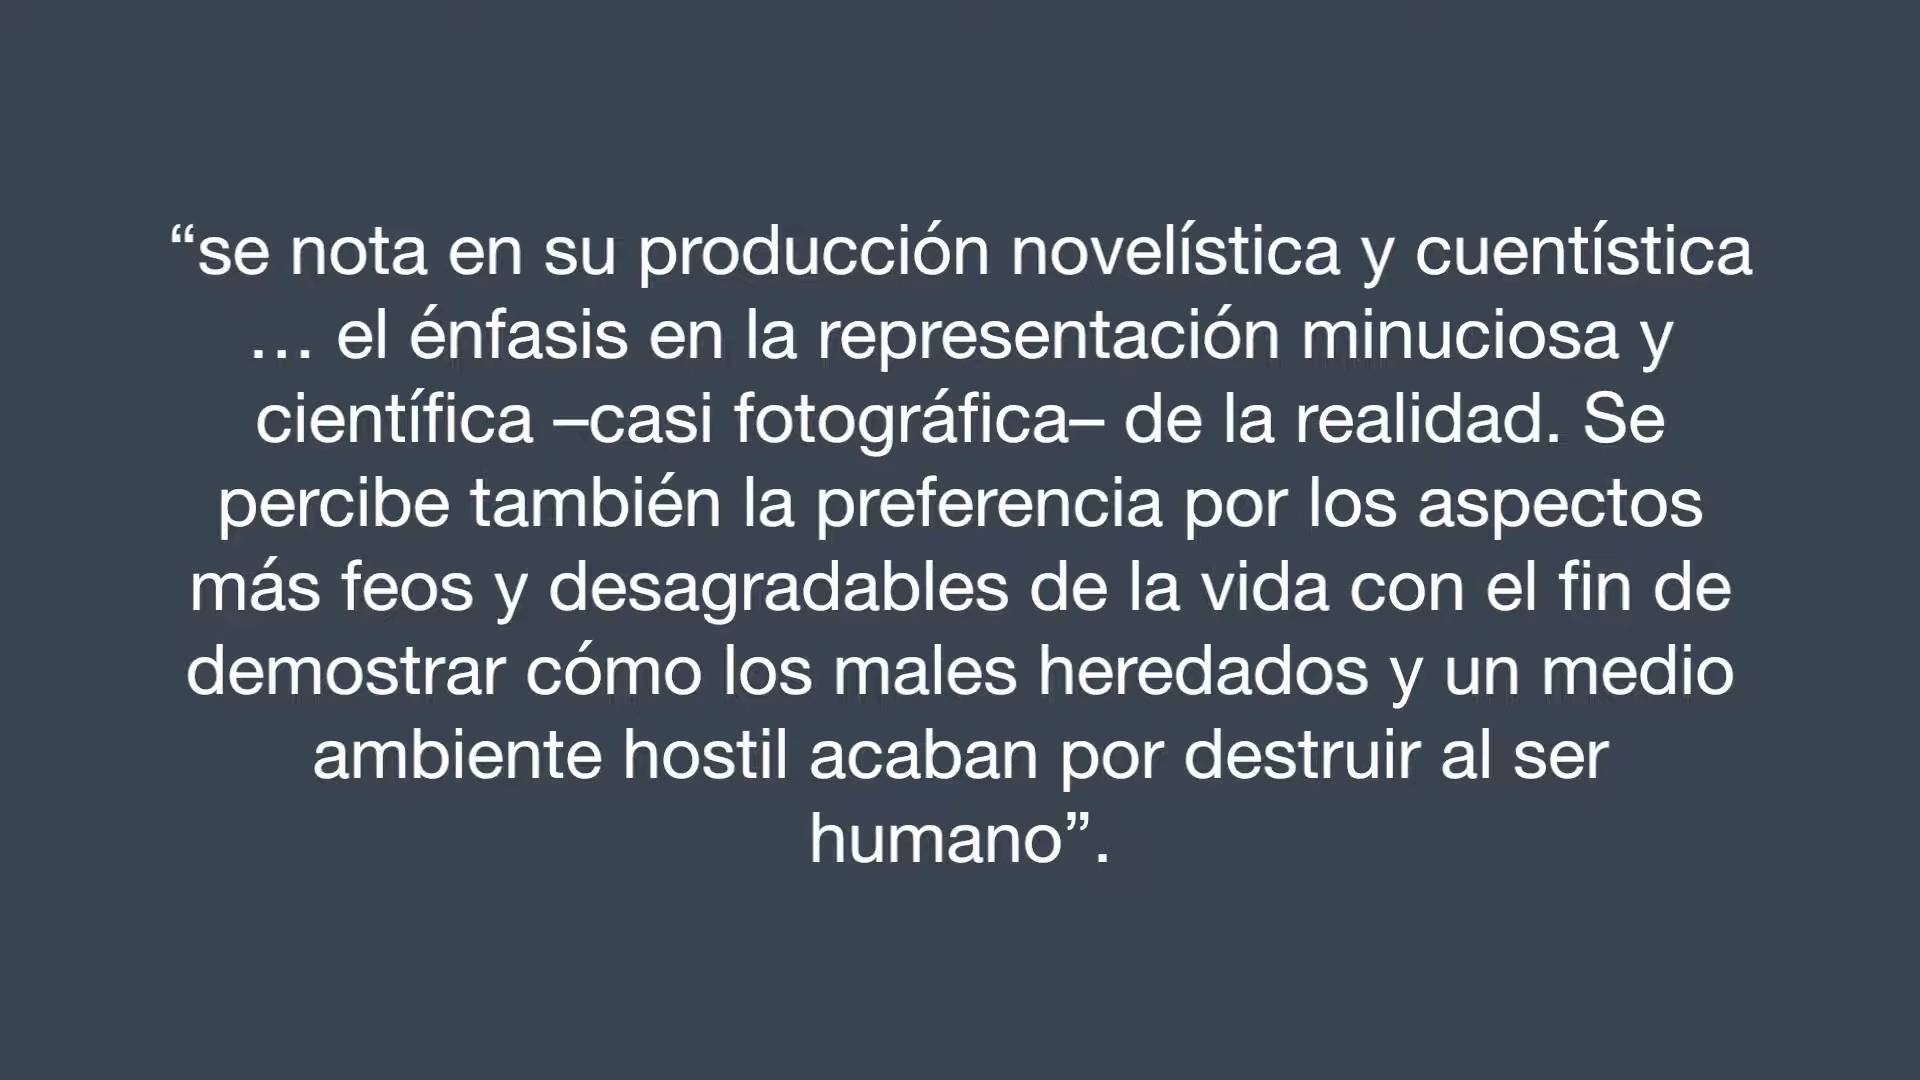 “se nota en su producción novelística y cuentística
… el énfasis en la representación minuciosa y
científica –casi fotográfica– de la realidad. Se
percibe también la preferencia por los aspectos
más feos y desagradables de la vida con el fin de
demostrar cómo los males heredados y un medio
ambiente hostil acaban por destruir al ser
humano”.